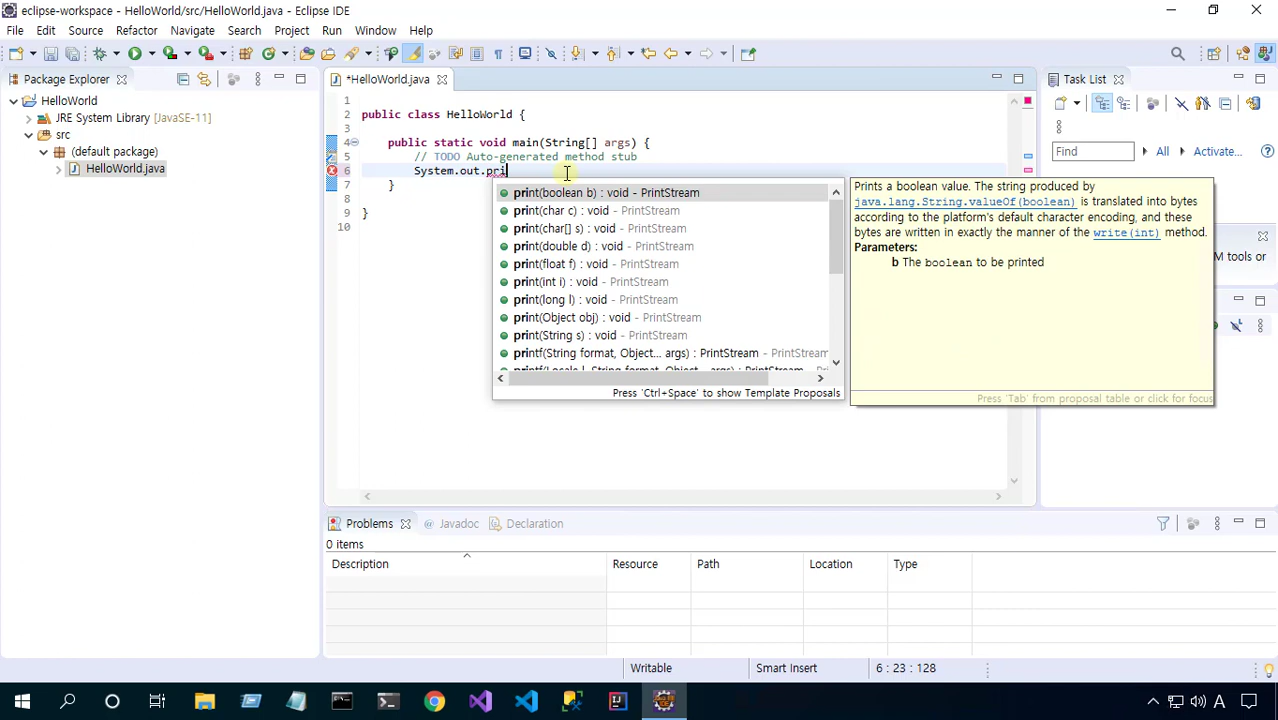 eclipse-workspace - HelloWorld/src/HelloWorld.java - Eclipse IDE
File Edit Source Refactor Navigate Search Project Run Window Help
Package Explorer
HelloWorld
JRE System Library [JavaSE-11]
src
(default package)
HelloWorld.java
*HelloWorld.java
1
2 public class HelloWorld {
3
4 public static void main(String[] args) {
5 // TODO Auto-generated method stub
6 System.out.pri
7 }
8
9 }
10
print(boolean b) : void - PrintStream
print(char c) : void - PrintStream
print(char[] s) : void - PrintStream
print(double d) : void - PrintStream
print(float f) : void - PrintStream
print(int i) : void - PrintStream
print(long l) : void - PrintStream
print(Object obj) : void - PrintStream
print(String s) : void - PrintStream
printf(String format, Object... args) : PrintStream - PrintStream
printf(Locale l, String format, Object... args) : PrintStream
Press 'Ctrl+Space' to show Template Proposals
Prints a boolean value. The string produced by
java.lang.String.valueOf(boolean) is translated into bytes
according to the platform's default character encoding, and these
bytes are written in exactly the manner of the write(int) method.
Parameters:
b The boolean to be printed
Press 'Tab' from proposal table or click for focus
Task List
Find All Activate...
M tools or
Problems Javadoc Declaration
0 items
Description Resource Path Location Type
Writable Smart Insert 6 : 23 : 128
A